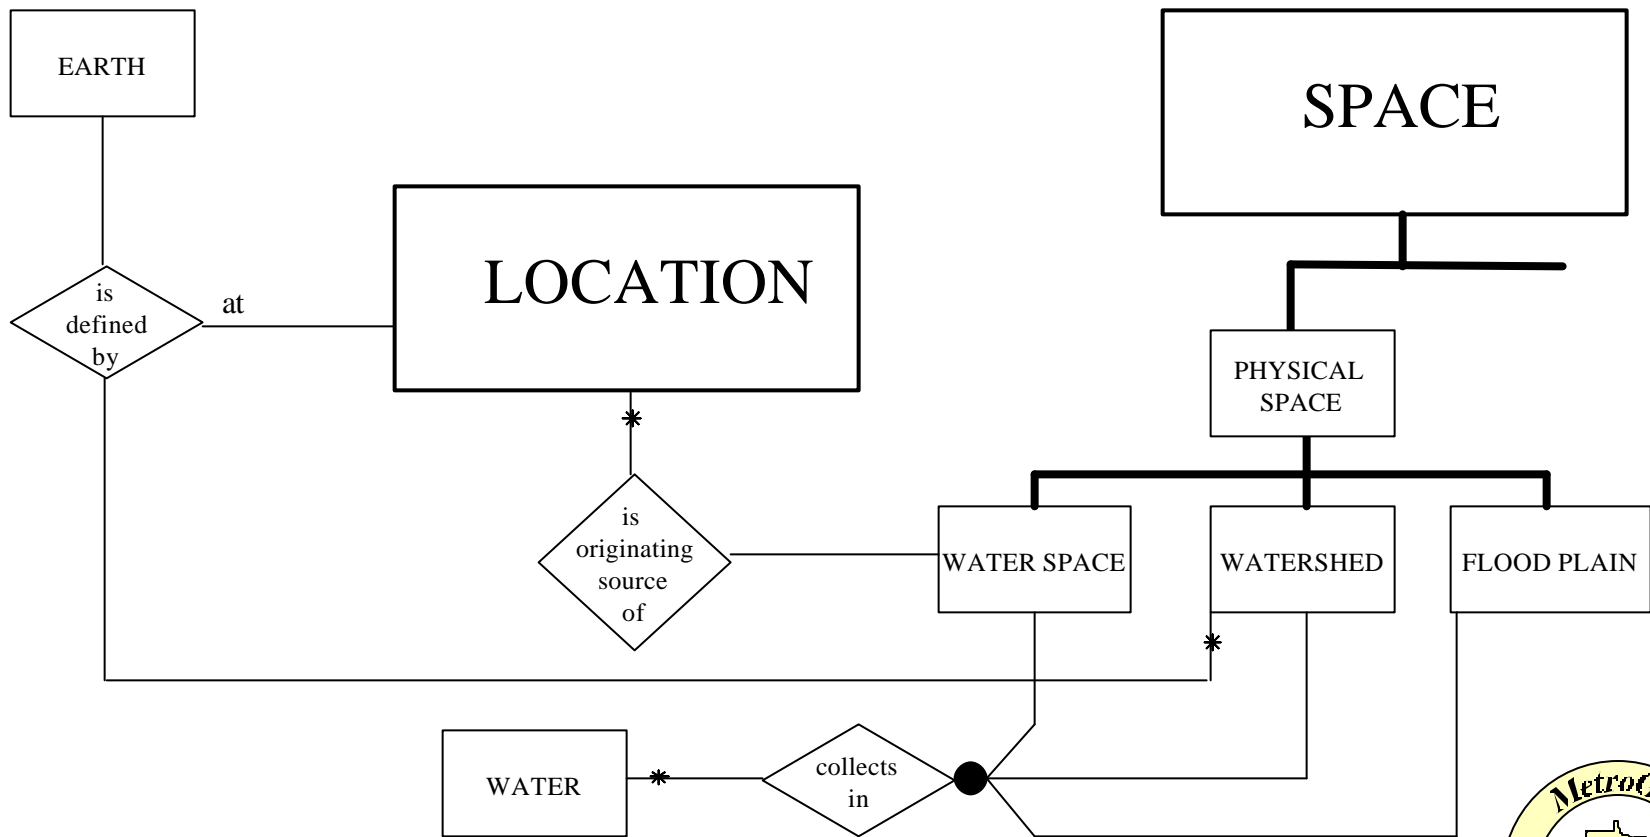 EARTH
SPACE
LOCATION
is
defined
by
at
PHYSICAL
SPACE
is
originating
source
of
WATER SPACE
WATERSHED
FLOOD PLAIN
WATER
collects
in